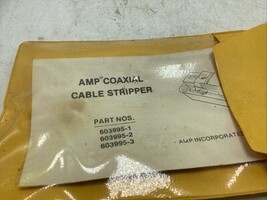 AMP COAXIAL
CABLE STRIPPER
PART NOS.
603995-1
603995-2
603995-3
AMP INCORPORATED